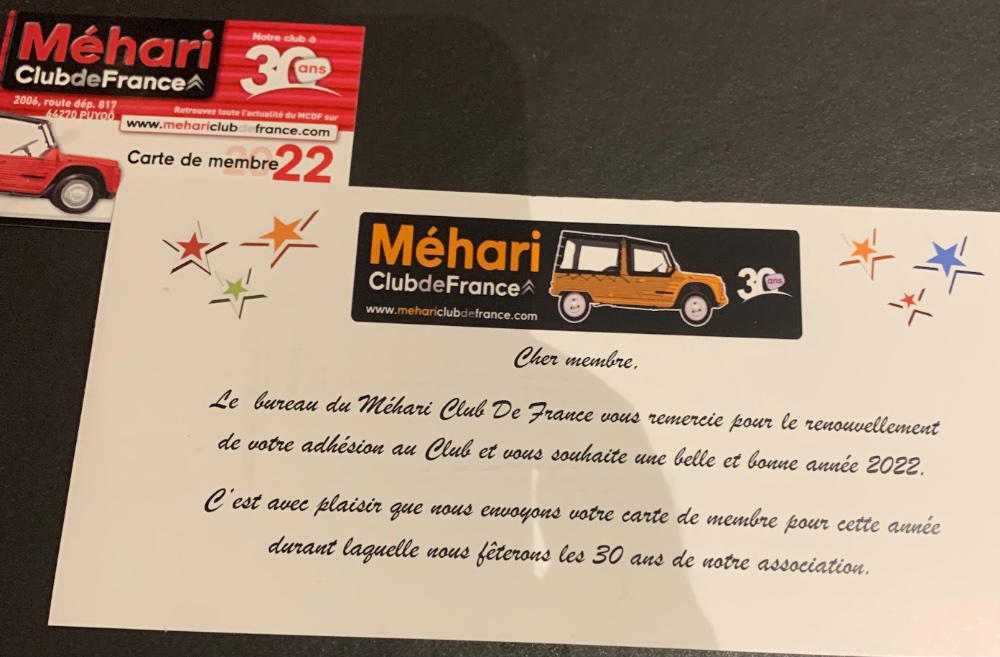 Méhari
ClubdeFrance
Notre club à
30 ans
2006, route dép. 817
64270 PUYOÔ
Retrouvez toute l'actualité du MCDF sur
www.mehariclubdefrance.com
Carte de membre 2022
Méhari
ClubdeFrance
www.mehariclubdefrance.com
30 ans
Cher membre,
Le bureau du Méhari Club De France vous remercie pour le renouvellement
de votre adhésion au Club et vous souhaite une belle et bonne année 2022.
C'est avec plaisir que nous envoyons votre carte de membre pour cette année
durant laquelle nous fêterons les 30 ans de notre association.